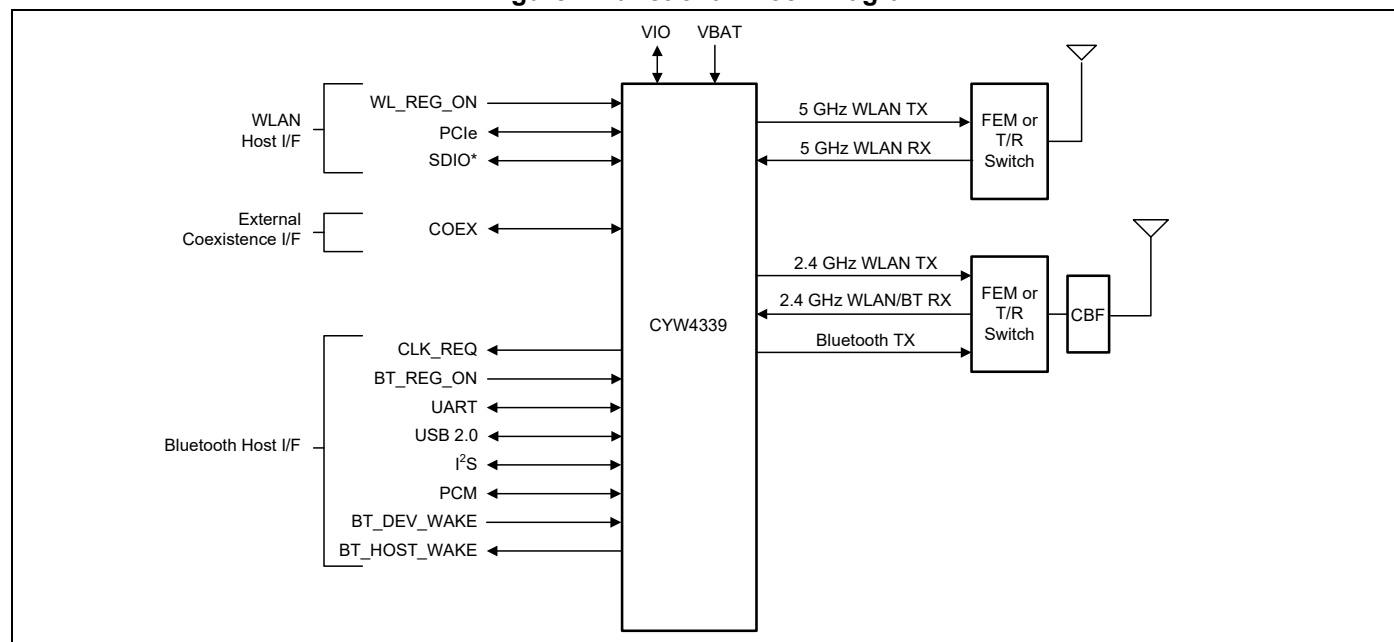 VIO
VBAT
WLAN
Host I/F
WL_REG_ON
PCIe
SDIO*
External
Coexistence I/F
COEX
Bluetooth Host I/F
CLK_REQ
BT_REG_ON
UART
USB 2.0
I²S
PCM
BT_DEV_WAKE
BT_HOST_WAKE
CYW4339
5 GHz WLAN TX
5 GHz WLAN RX
FEM or
T/R
Switch
2.4 GHz WLAN TX
2.4 GHz WLAN/BT RX
Bluetooth TX
FEM or
T/R
Switch
CBF